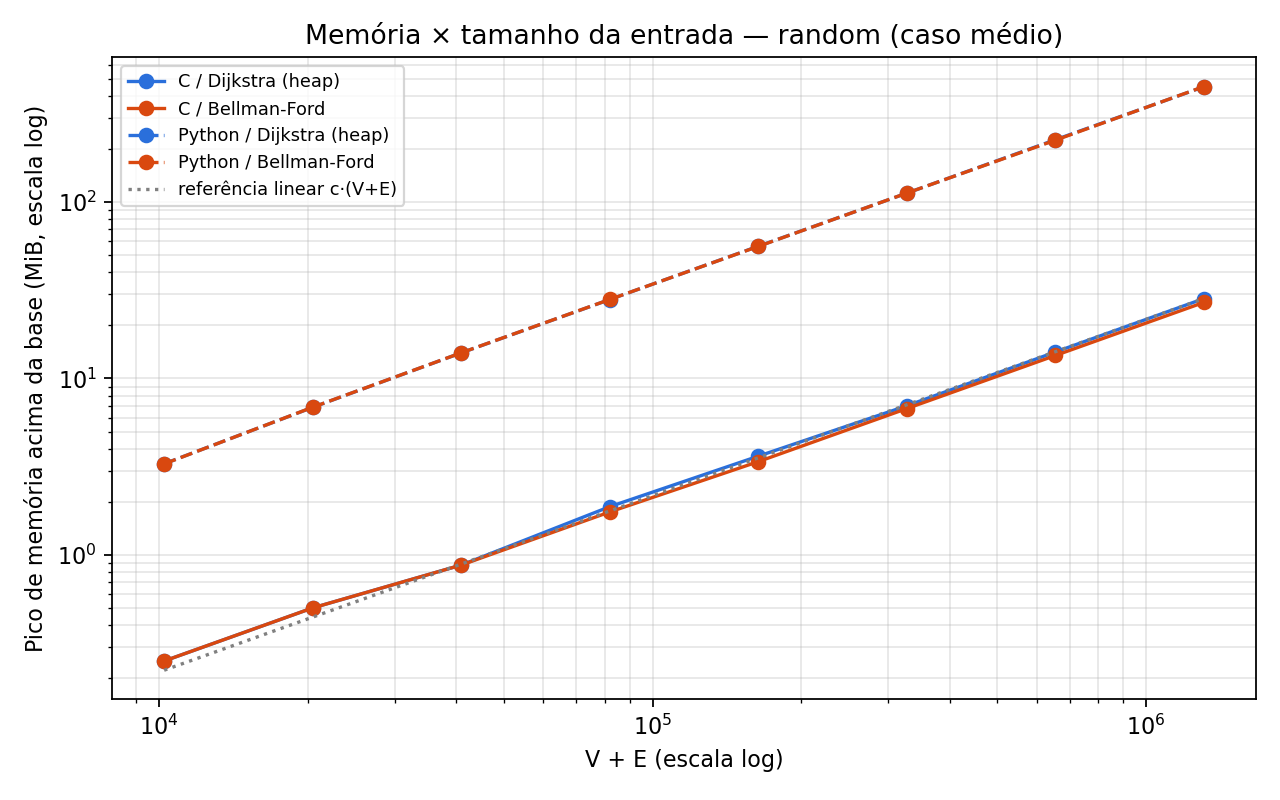 Memória × tamanho da entrada — random (caso médio)
C / Dijkstra (heap)
C / Bellman-Ford
Python / Dijkstra (heap)
Python / Bellman-Ford
referência linear c·(V+E)
Pico de memória acima da base (MiB, escala log)
10²
10¹
10⁰
10⁴ 10⁵ 10⁶
V + E (escala log)